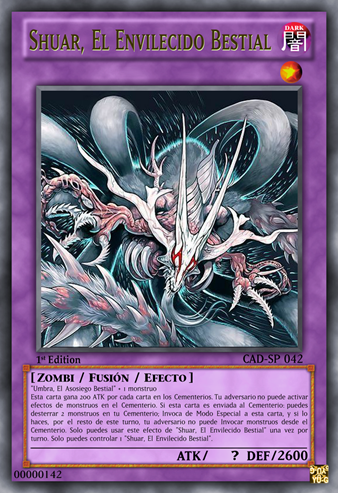 Shuar, El Envilecido Bestial
DARK
闇
1st Edition
CAD-SP 042
[ Zombi / Fusión / Efecto ]
"Umbra, El Asosiego Bestial" + 1 monstruo
Esta carta gana 200 ATK por cada carta en los Cementerios. Tu adversario no puede activar
efectos de monstruos en el Cementerio. Si esta carta es enviada al Cementerio: puedes
desterrar 2 monstruos en tu Cementerio; Invoca de Modo Especial a esta carta, y si lo
haces, por el resto de este turno, tu adversario no puede Invocar monstruos desde el
Cementerio. Solo puedes usar este efecto de "Shuar, El Envilecido Bestial" una vez por
turno. Solo puedes controlar 1 "Shuar, El Envilecido Bestial".
ATK/ ? DEF/2600
00000142